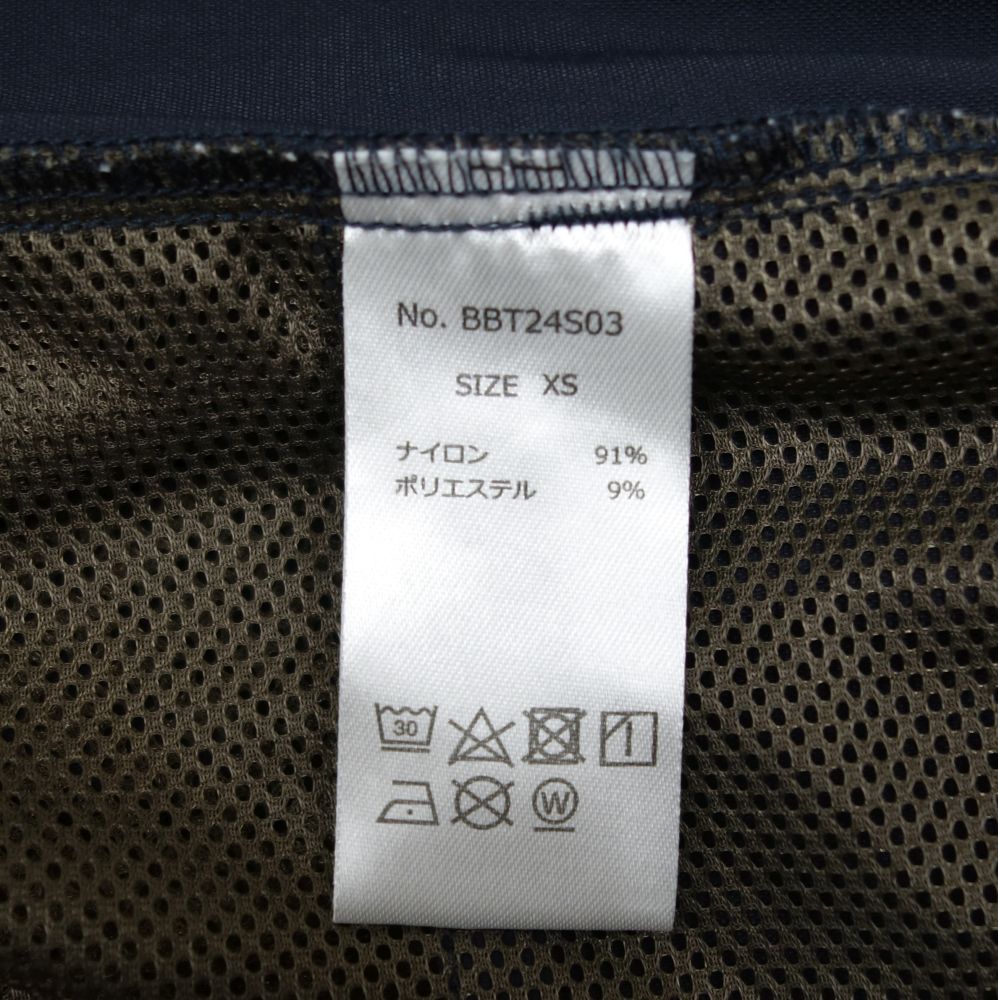 No. BBT24S03
SIZE XS
ナイロン 91%
ポリエステル 9%
30
W